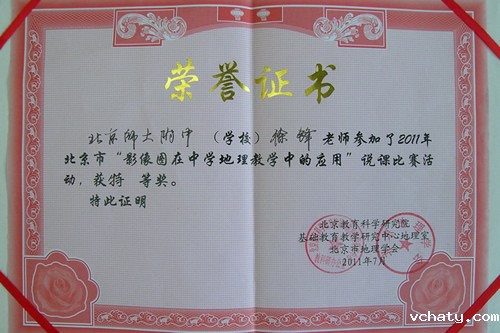 荣誉证书
北京师大附中（学校）徐锋老师参加了2011年
北京市“影像图在中学地理教学中的应用”说课比赛活
动，获特 等奖。
特此证明
北京教育科学研究院
基础教育教学研究中心地理室
北京市地理学会
2011年7月
vchaty.com